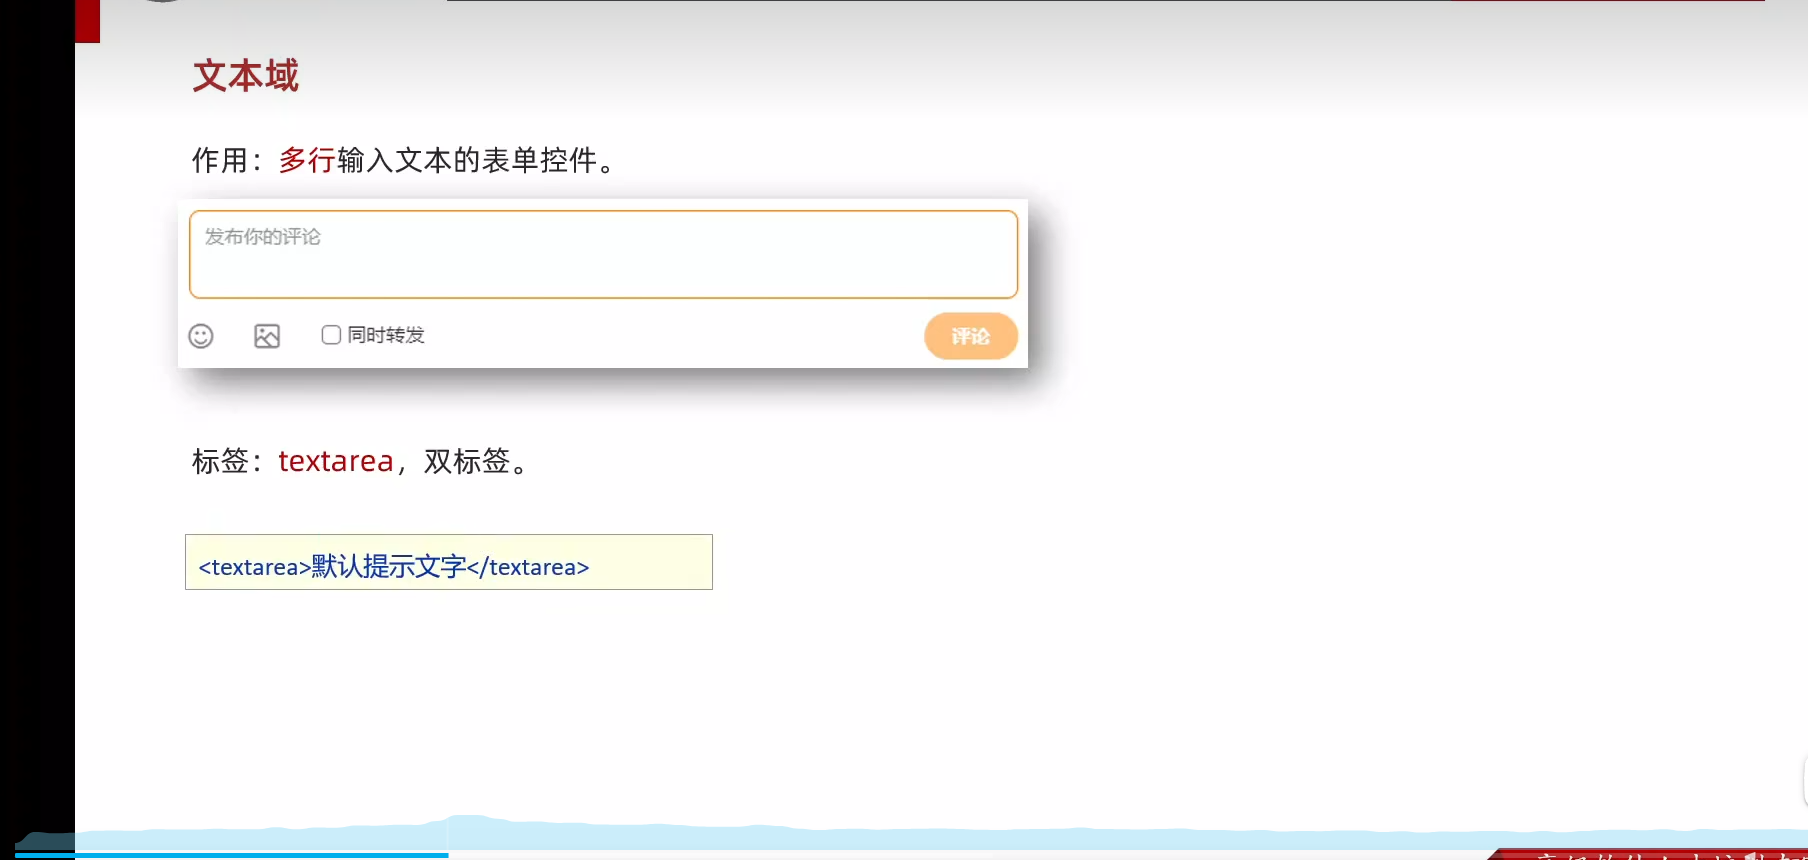 文本域
作用：多行输入文本的表单控件。
发布你的评论
同时转发
评论
标签：textarea，双标签。
<textarea>默认提示文字</textarea>